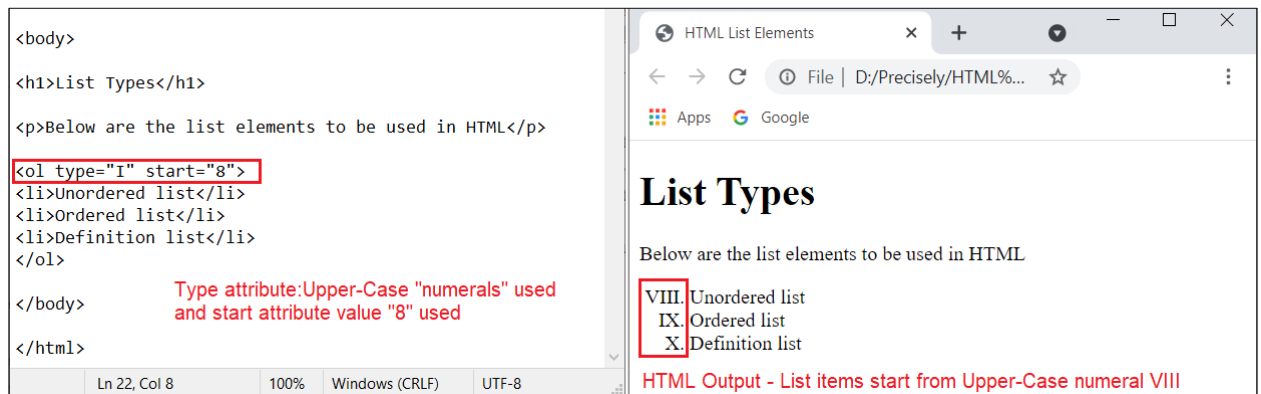 <body>
<h1>List Types</h1>
<p>Below are the list elements to be used in HTML</p>
<ol type="I" start="8">
<li>Unordered list</li>
<li>Ordered list</li>
<li>Definition list</li>
</ol>
Type attribute:Upper-Case "numerals" used
and start attribute value "8" used
</body>
</html>
Ln 22, Col 8 100% Windows (CRLF) UTF-8
HTML List Elements
File | D:/Precisely/HTML%...
Apps Google
List Types
Below are the list elements to be used in HTML
VIII. Unordered list
IX. Ordered list
X. Definition list
HTML Output - List items start from Upper-Case numeral VIII